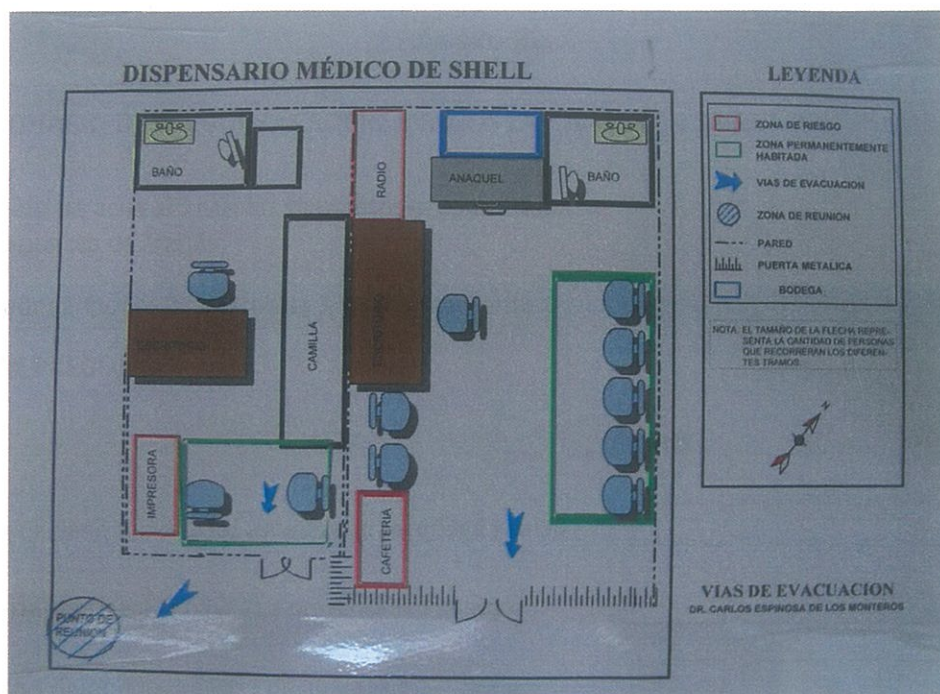 DISPENSARIO MÉDICO DE SHELL
BAÑO
RADIO
ANAQUEL
BAÑO
CAMILLA
ESCRITORIO
ESCRITORIO
IMPRESORA
CAFETERIA
PUNTO DE
REUNION
LEYENDA
ZONA DE RIESGO
ZONA PERMANENTEMENTE
HABITADA
VIAS DE EVACUACION
ZONA DE REUNION
PARED
PUERTA METALICA
BODEGA
NOTA: EL TAMAÑO DE LA FLECHA REPRE-
SENTA LA CANTIDAD DE PERSONAS
QUE RECORRERAN LOS DIFEREN-
TES TRAMOS.
N
VIAS DE EVACUACION
DR. CARLOS ESPINOSA DE LOS MONTEROS